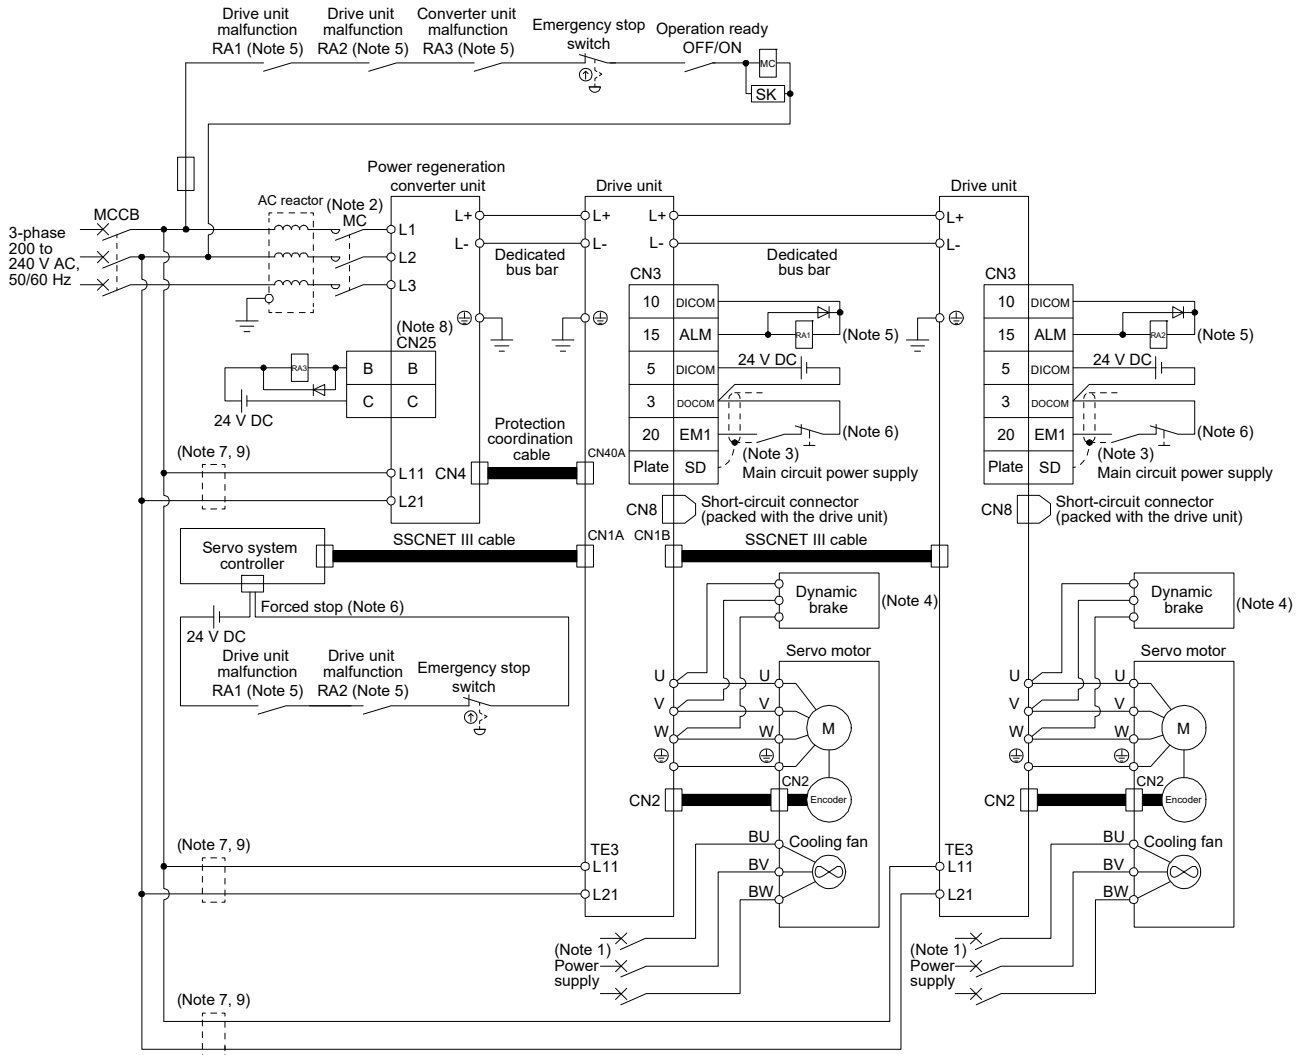 Drive unit
malfunction
RA1 (Note 5)
Drive unit
malfunction
RA2 (Note 5)
Converter unit
malfunction
RA3 (Note 5)
Emergency stop
switch
Operation ready
OFF/ON
MC
SK
Power regeneration
converter unit
Drive unit
Drive unit
MCCB
AC reactor
(Note 2)
MC
3-phase
200 to
240 V AC,
50/60 Hz
L1
L2
L3
L+
L-
L+
L-
L+
L-
L+
L-
Dedicated
bus bar
Dedicated
bus bar
(Note 8)
CN25
B
B
C
C
RA3
24 V DC
CN3
10
DICOM
15
ALM
5
DICOM
3
DOCOM
20
EM1
Plate
SD
RA1
(Note 5)
24 V DC
(Note 6)
(Note 3)
Main circuit power supply
CN3
10
DICOM
15
ALM
5
DICOM
3
DOCOM
20
EM1
Plate
SD
RA2
(Note 5)
24 V DC
(Note 6)
(Note 3)
Main circuit power supply
(Note 7, 9)
L11
L21
CN4
Protection
coordination
cable
CN40A
CN8
Short-circuit connector
(packed with the drive unit)
CN8
Short-circuit connector
(packed with the drive unit)
Servo system
controller
SSCNET III cable
CN1A
CN1B
SSCNET III cable
Forced stop (Note 6)
24 V DC
Drive unit
malfunction
RA1 (Note 5)
Drive unit
malfunction
RA2 (Note 5)
Emergency stop
switch
Dynamic
brake
(Note 4)
Dynamic
brake
(Note 4)
Servo motor
U
V
W
U
V
W
M
CN2
CN2
Encoder
Servo motor
U
V
W
U
V
W
M
CN2
CN2
Encoder
(Note 7, 9)
TE3
L11
L21
BU
BV
BW
Cooling fan
TE3
L11
L21
BU
BV
BW
Cooling fan
(Note 1)
Power
supply
(Note 1)
Power
supply
(Note 7, 9)